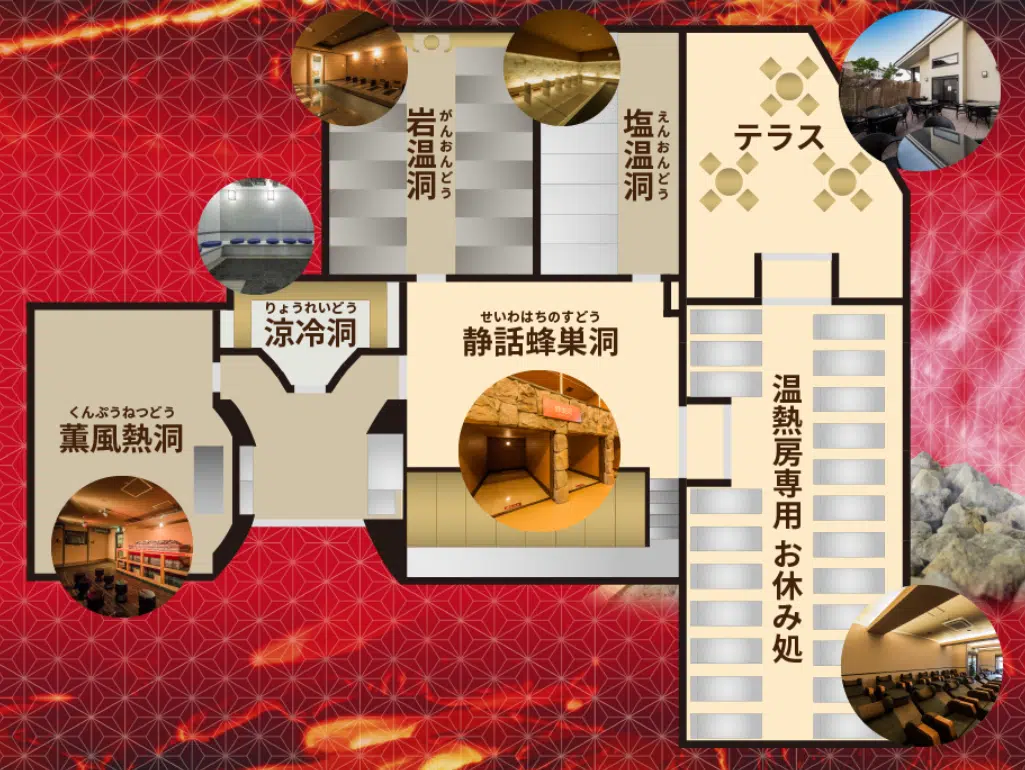 がんおんどう
岩温洞
えんおんどう
塩温洞
テラス
りょうれいどう
涼冷洞
せいわはちのすどう
静話蜂巣洞
くんぷうねつどう
薫風熱洞
温熱房専用 お休み処